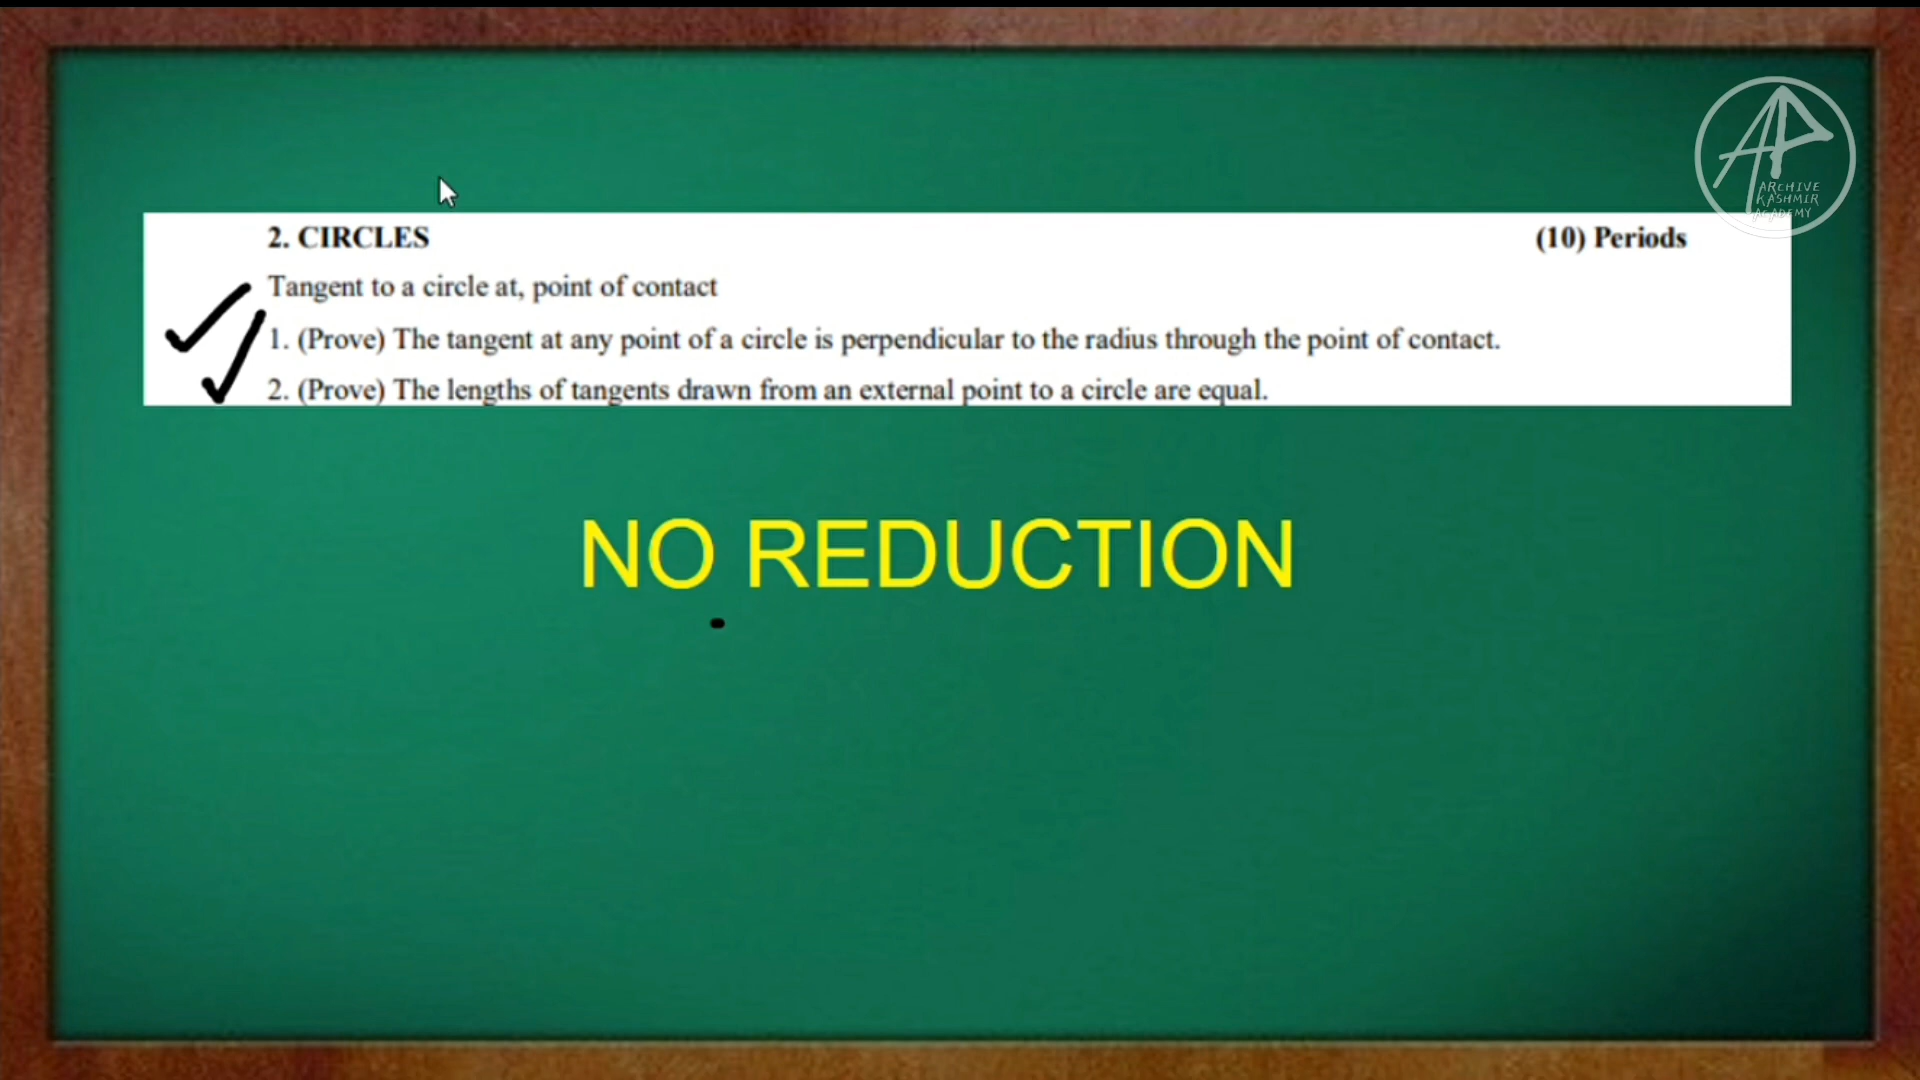 ARCHIVE
KASHMIR
ACADEMY
2. CIRCLES (10) Periods
Tangent to a circle at, point of contact
1. (Prove) The tangent at any point of a circle is perpendicular to the radius through the point of contact.
2. (Prove) The lengths of tangents drawn from an external point to a circle are equal.
NO REDUCTION